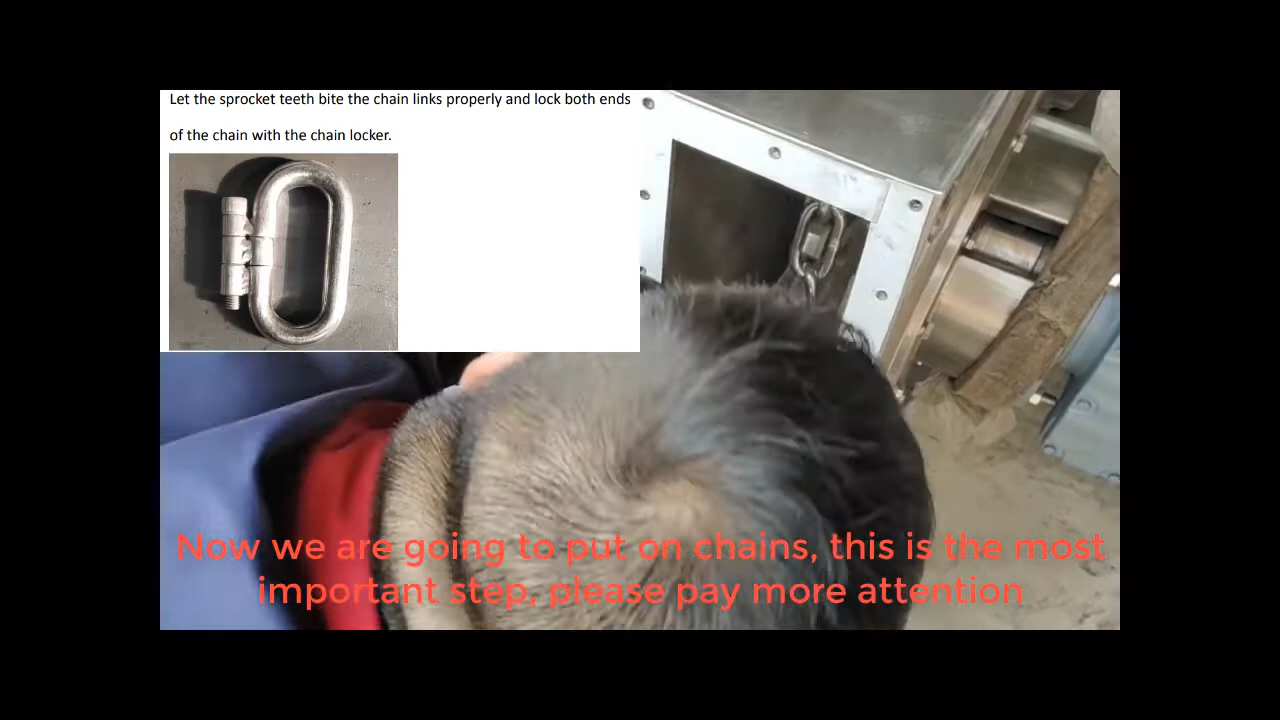 Let the sprocket teeth bite the chain links properly and lock both ends
of the chain with the chain locker.
Now we are going to put on chains, this is the most
important step, please pay more attention